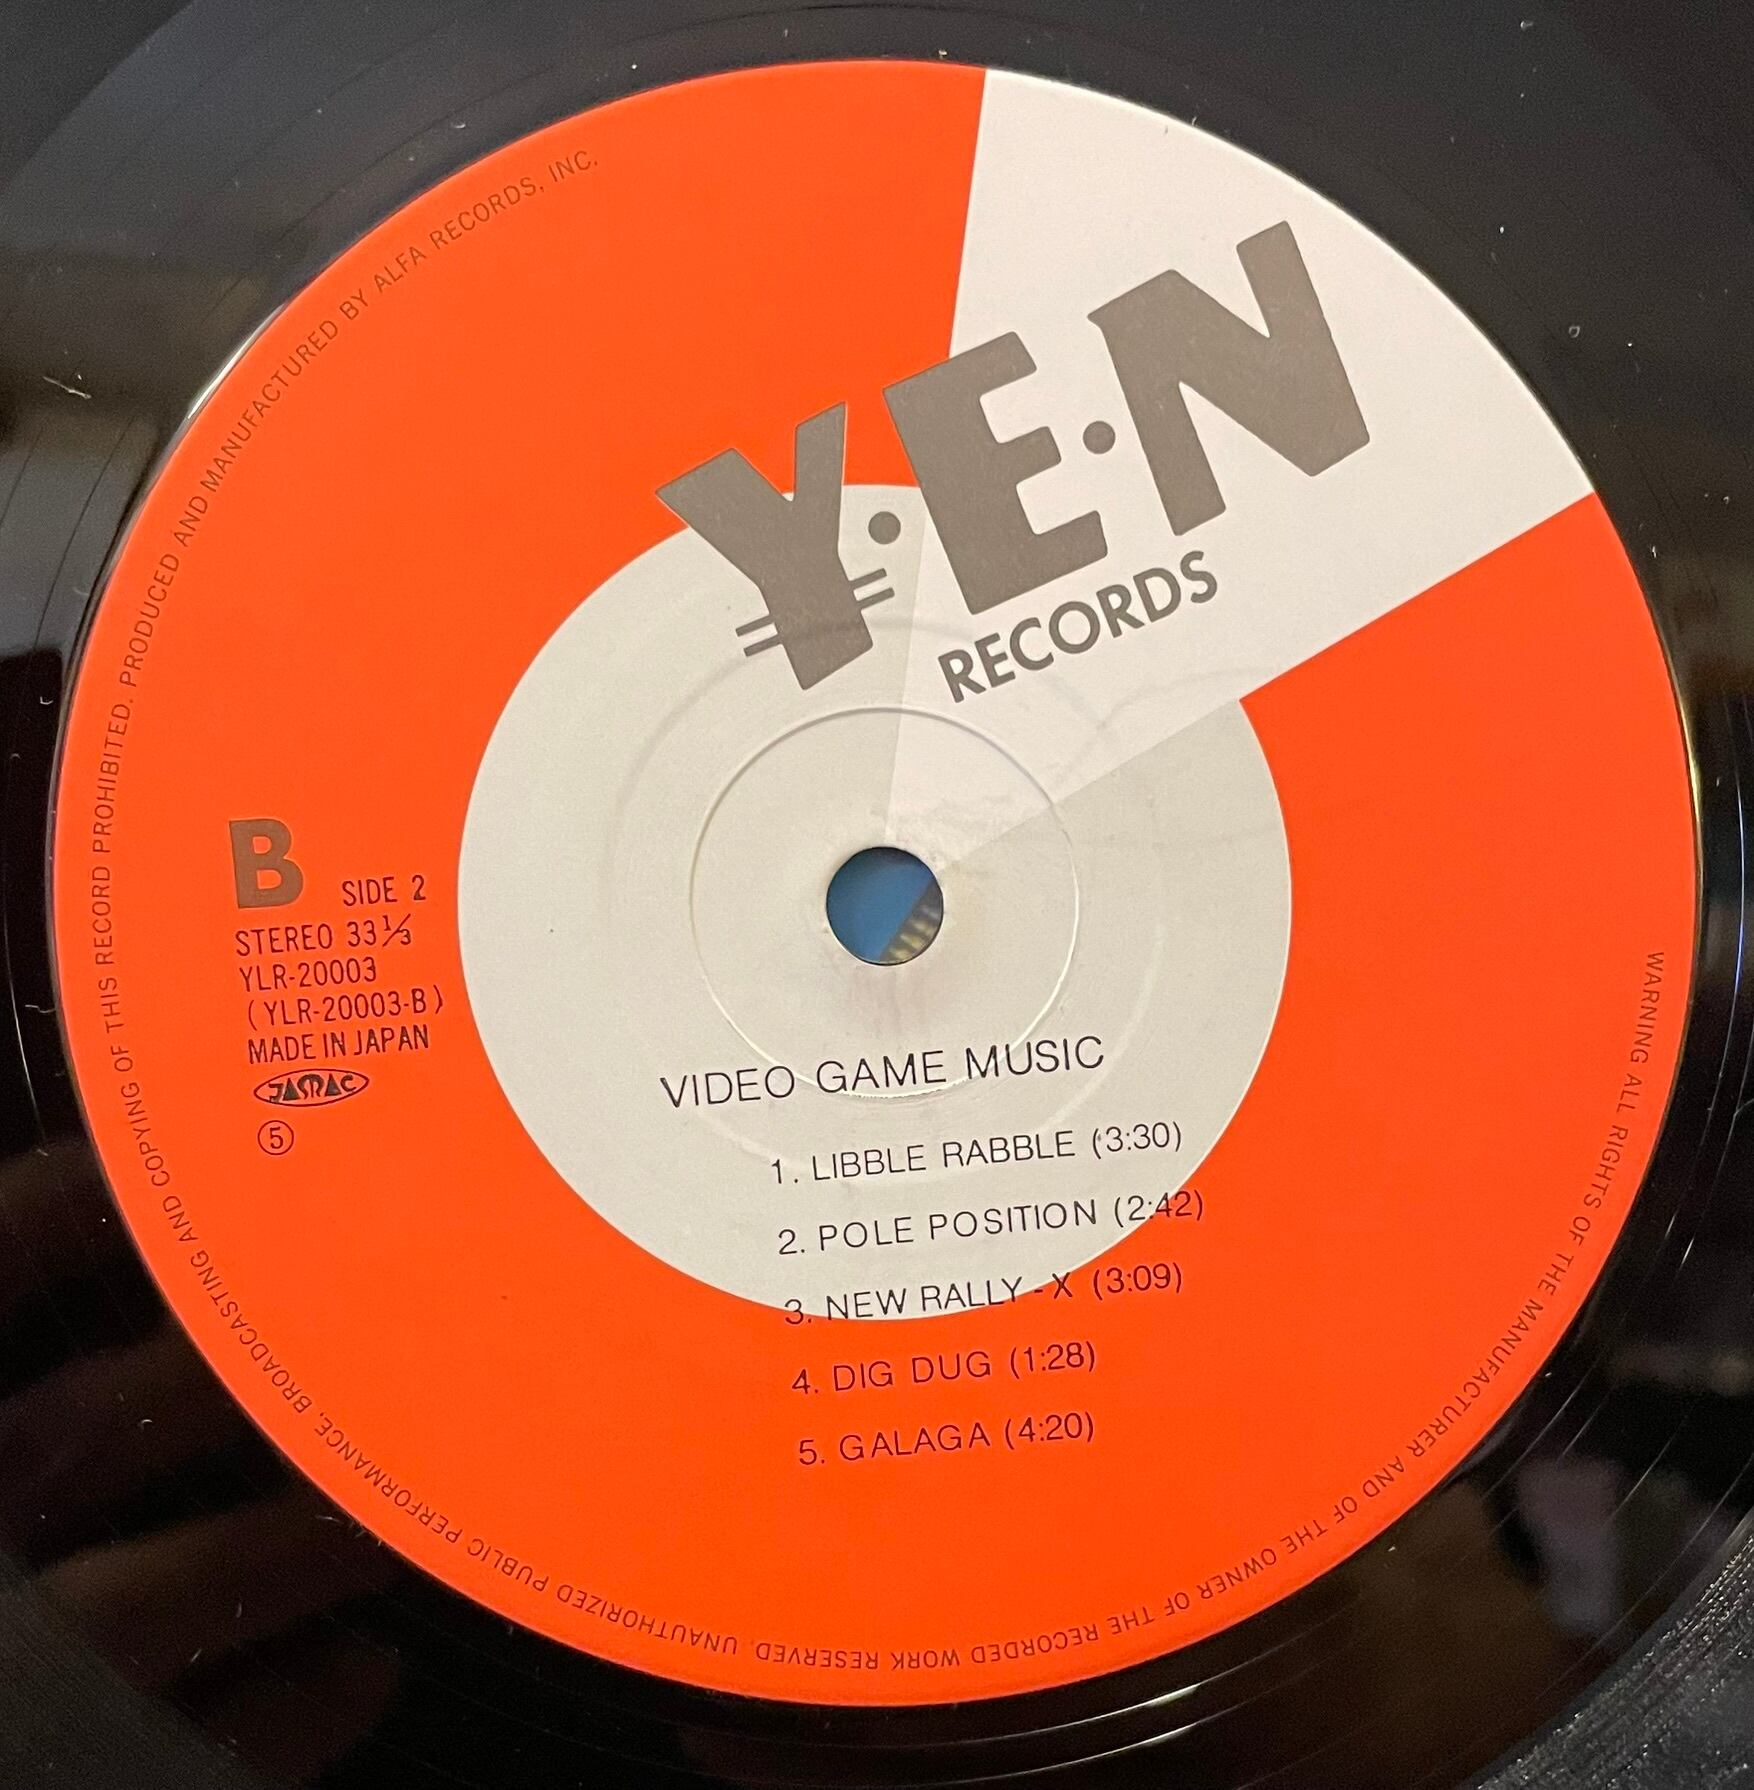 Y·E·N
RECORDS
B
SIDE 2
STEREO 33⅓
YLR-20003
(YLR-20003-B)
MADE IN JAPAN
JASRAC
⑤
VIDEO GAME MUSIC
1. LIBBLE RABBLE (3:30)
2. POLE POSITION (2:42)
3. NEW RALLY-X (3:09)
4. DIG DUG (1:28)
5. GALAGA (4:20)
WARNING ALL RIGHTS OF THE MANUFACTURER AND OF THE OWNER OF THE RECORDED WORK RESERVED. UNAUTHORIZED PUBLIC PERFORMANCE, BROADCASTING AND COPYING OF THIS RECORD PROHIBITED. PRODUCED AND MANUFACTURED BY ALFA RECORDS, INC.